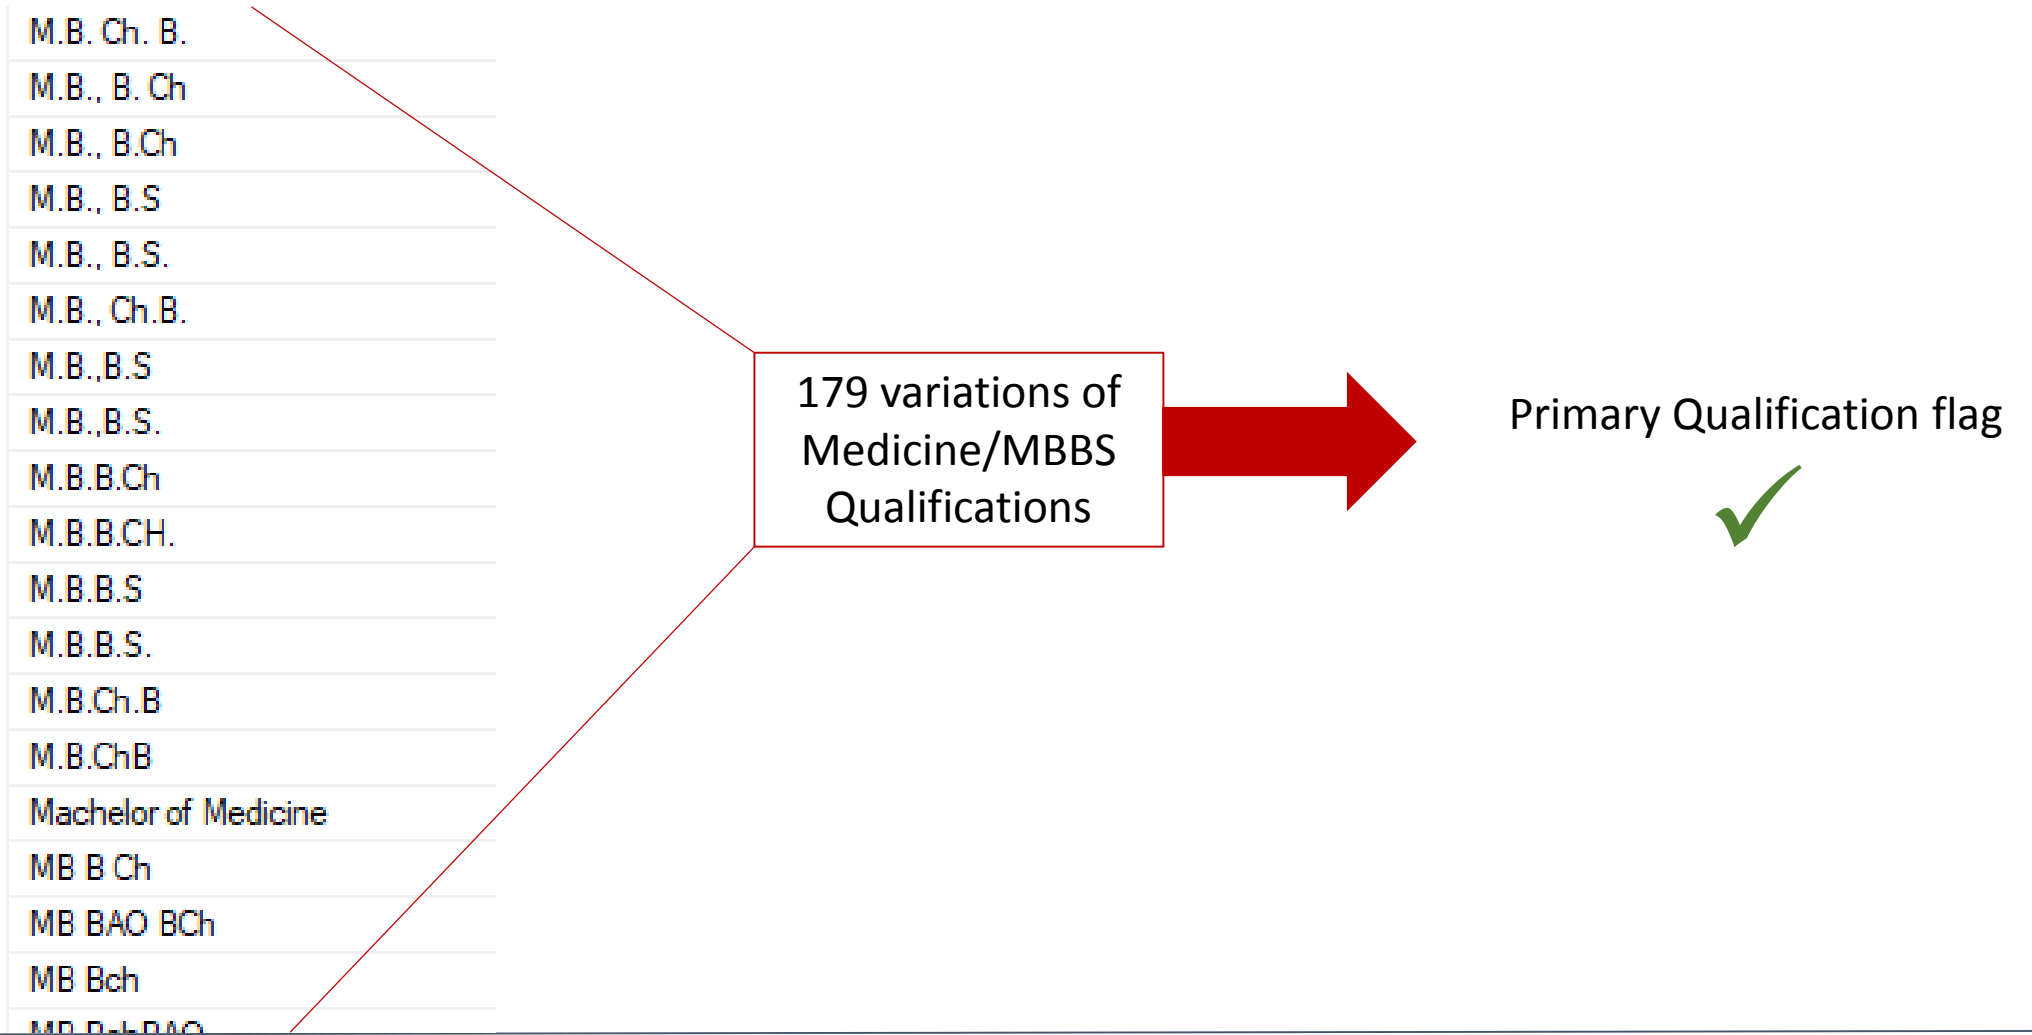 M.B. Ch. B.
M.B., B. Ch
M.B., B.Ch
M.B., B.S
M.B., B.S.
M.B., Ch.B.
M.B.,B.S
M.B.,B.S.
M.B.B.Ch
M.B.B.CH.
M.B.B.S
M.B.B.S.
M.B.Ch.B
M.B.ChB
Machelor of Medicine
MB B Ch
MB BAO BCh
MB Bch
179 variations of
Medicine/MBBS
Qualifications
Primary Qualification flag